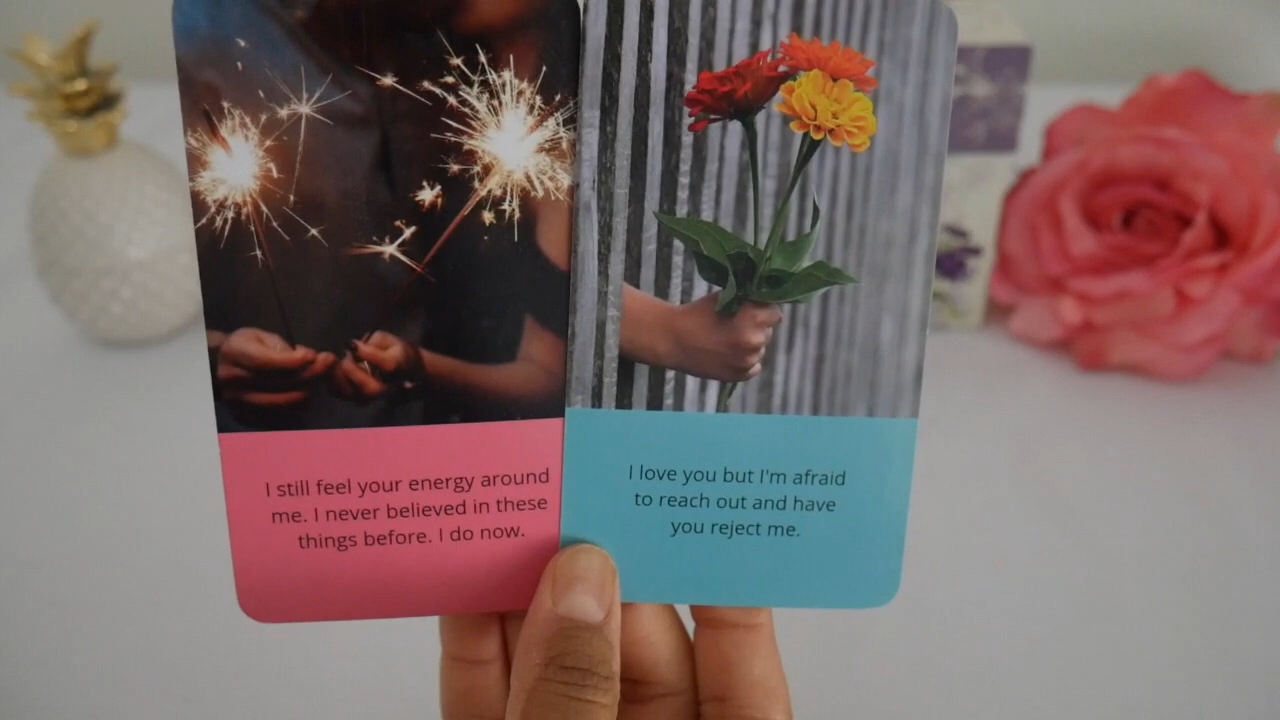 I still feel your energy around
me. I never believed in these
things before. I do now.
I love you but I'm afraid
to reach out and have
you reject me.